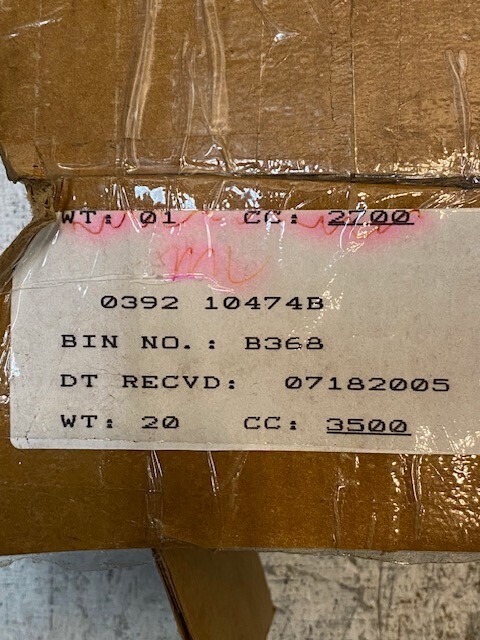 WT: 01 CC: 2700
0392 10474B
BIN NO.: B368
DT RECVD: 07182005
WT: 20 CC: 3500